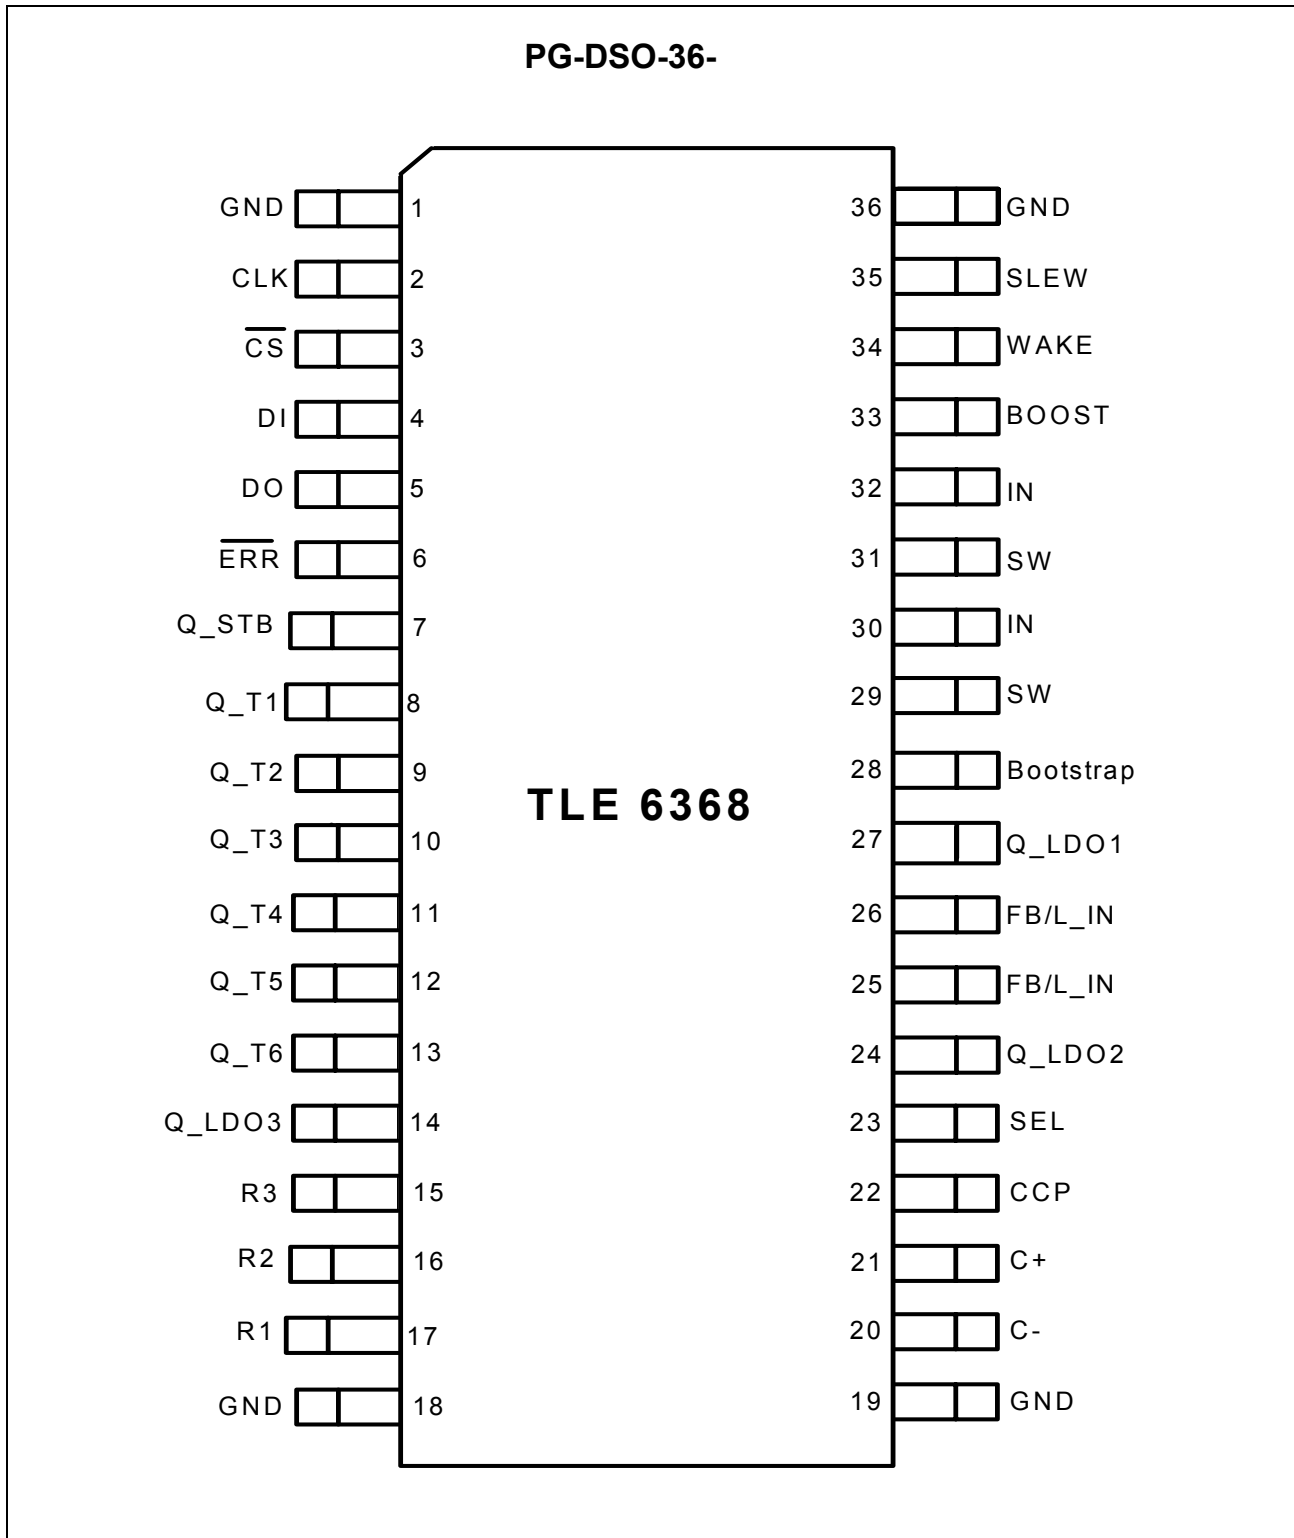 PG-DSO-36-
GND 1 36 GND
CLK 2 35 SLEW
C̅S̅ 3 34 WAKE
DI 4 33 BOOST
DO 5 32 IN
E̅R̅R̅ 6 31 SW
Q_STB 7 30 IN
Q_T1 8 29 SW
Q_T2 9 28 Bootstrap
TLE 6368
Q_T3 10 27 Q_LDO1
Q_T4 11 26 FB/L_IN
Q_T5 12 25 FB/L_IN
Q_T6 13 24 Q_LDO2
Q_LDO3 14 23 SEL
R3 15 22 CCP
R2 16 21 C+
R1 17 20 C-
GND 18 19 GND